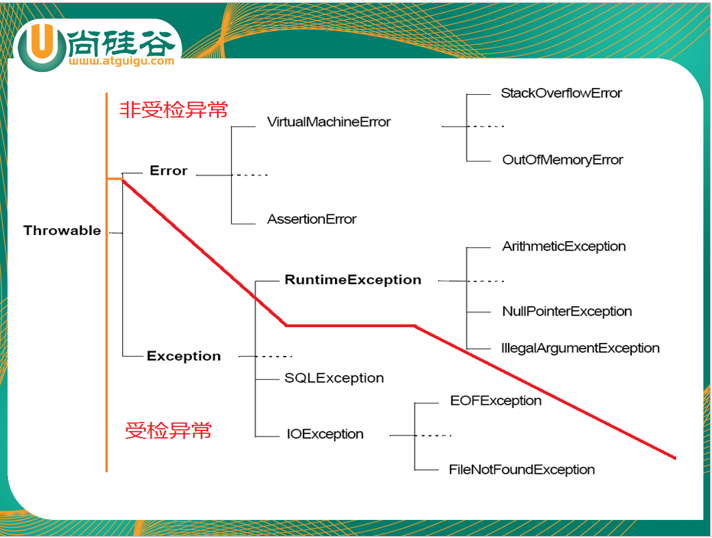 尚硅谷
www.atguigu.com
非受检异常
StackOverflowError
VirtualMachineError
OutOfMemoryError
Error
AssertionError
Throwable
ArithmeticException
RuntimeException
NullPointerException
IllegalArgumentException
Exception
SQLException
EOFException
受检异常
IOException
FileNotFoundException